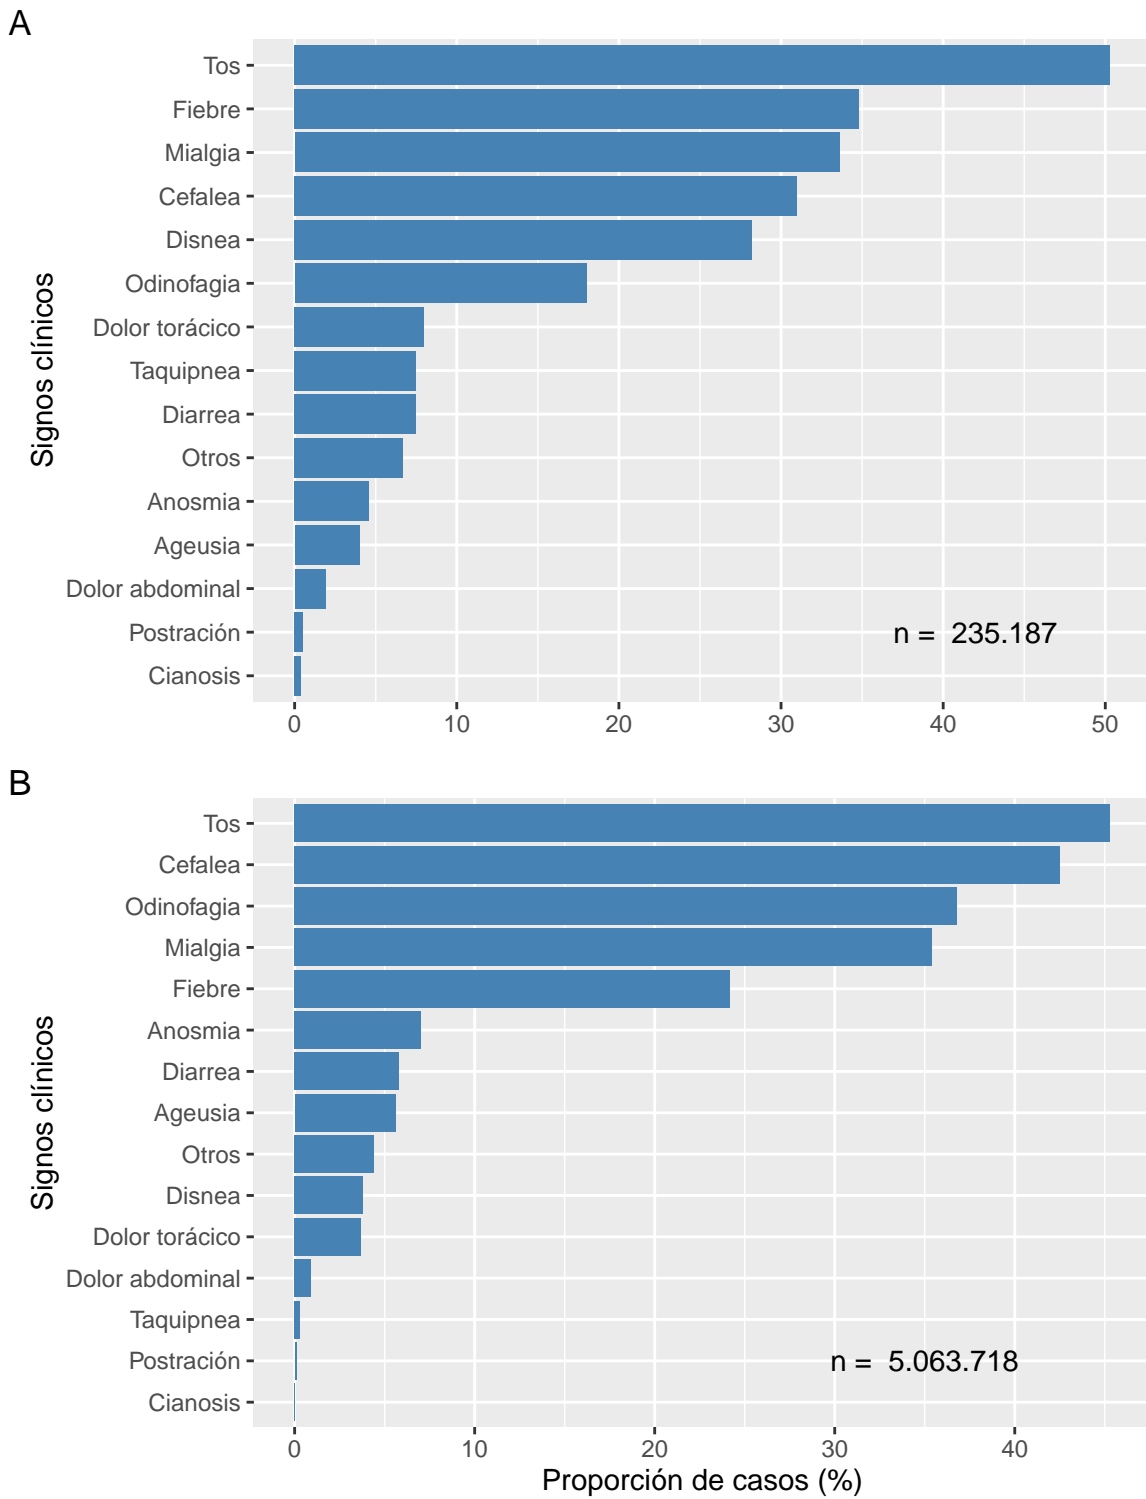 A
Tos
Fiebre
Mialgia
Cefalea
Disnea
Odinofagia
Dolor torácico
Taquipnea
Diarrea
Otros
Anosmia
Ageusia
Dolor abdominal
Postración
Cianosis
Signos clínicos
n = 235.187
0 10 20 30 40 50
B
Tos
Cefalea
Odinofagia
Mialgia
Fiebre
Anosmia
Diarrea
Ageusia
Otros
Disnea
Dolor torácico
Dolor abdominal
Taquipnea
Postración
Cianosis
Signos clínicos
n = 5.063.718
0 10 20 30 40
Proporción de casos (%)